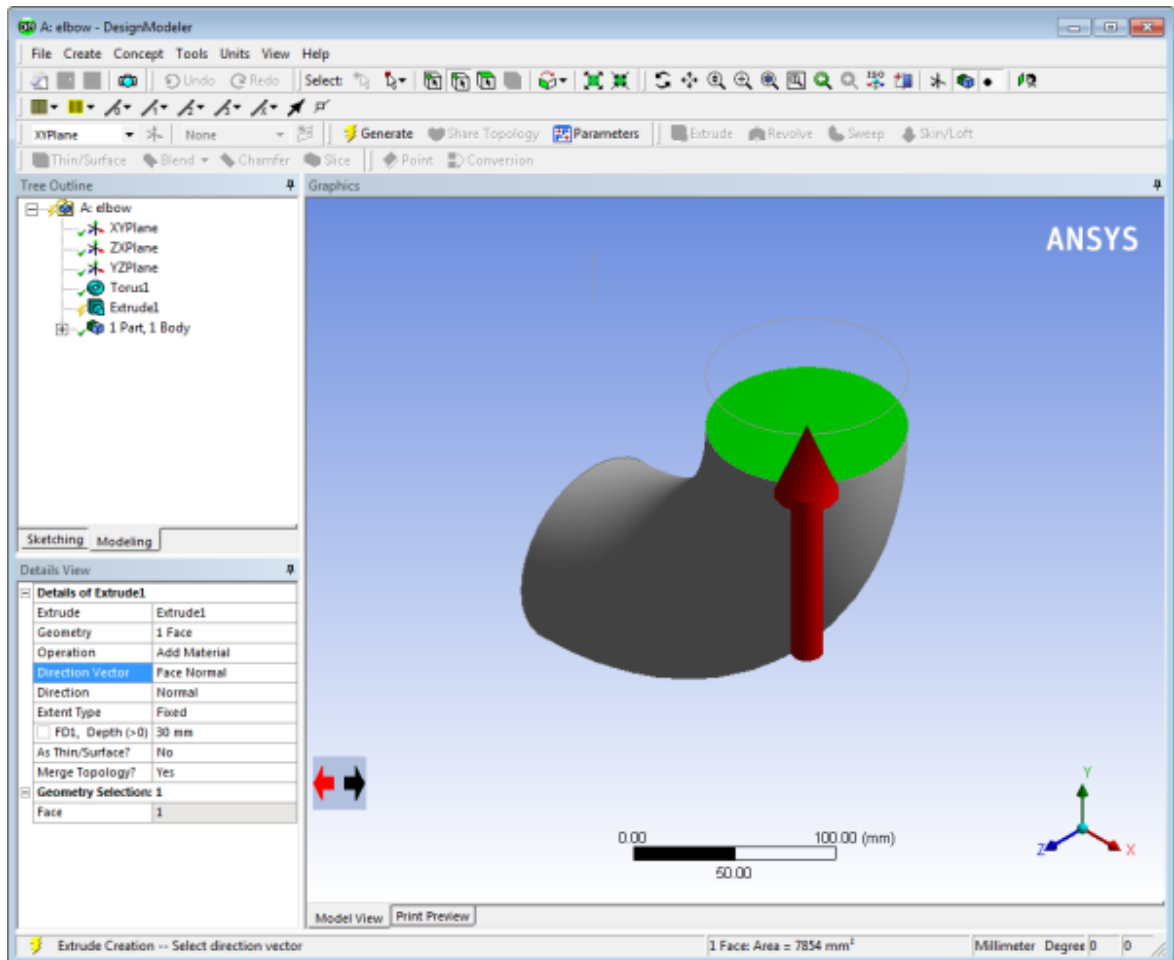 A: elbow - DesignModeler
File Create Concept Tools Units View Help
Undo Redo Select:
XYPlane None Generate Share Topology Parameters Extrude Revolve Sweep Skin/Loft
Thin/Surface Blend Chamfer Slice Point Conversion
Tree Outline
Graphics
A: elbow
XYPlane
ZXPlane
YZPlane
Torus1
Extrude1
1 Part, 1 Body
ANSYS
Sketching Modeling
Details View
Details of Extrude1
Extrude Extrude1
Geometry 1 Face
Operation Add Material
Direction Vector Face Normal
Direction Normal
Extent Type Fixed
FD1, Depth (>0) 30 mm
As Thin/Surface? No
Merge Topology? Yes
Geometry Selection: 1
Face 1
Y
Z X
0.00 100.00 (mm)
50.00
Model View Print Preview
Extrude Creation -- Select direction vector 1 Face: Area = 7854 mm² Millimeter Degree 0 0